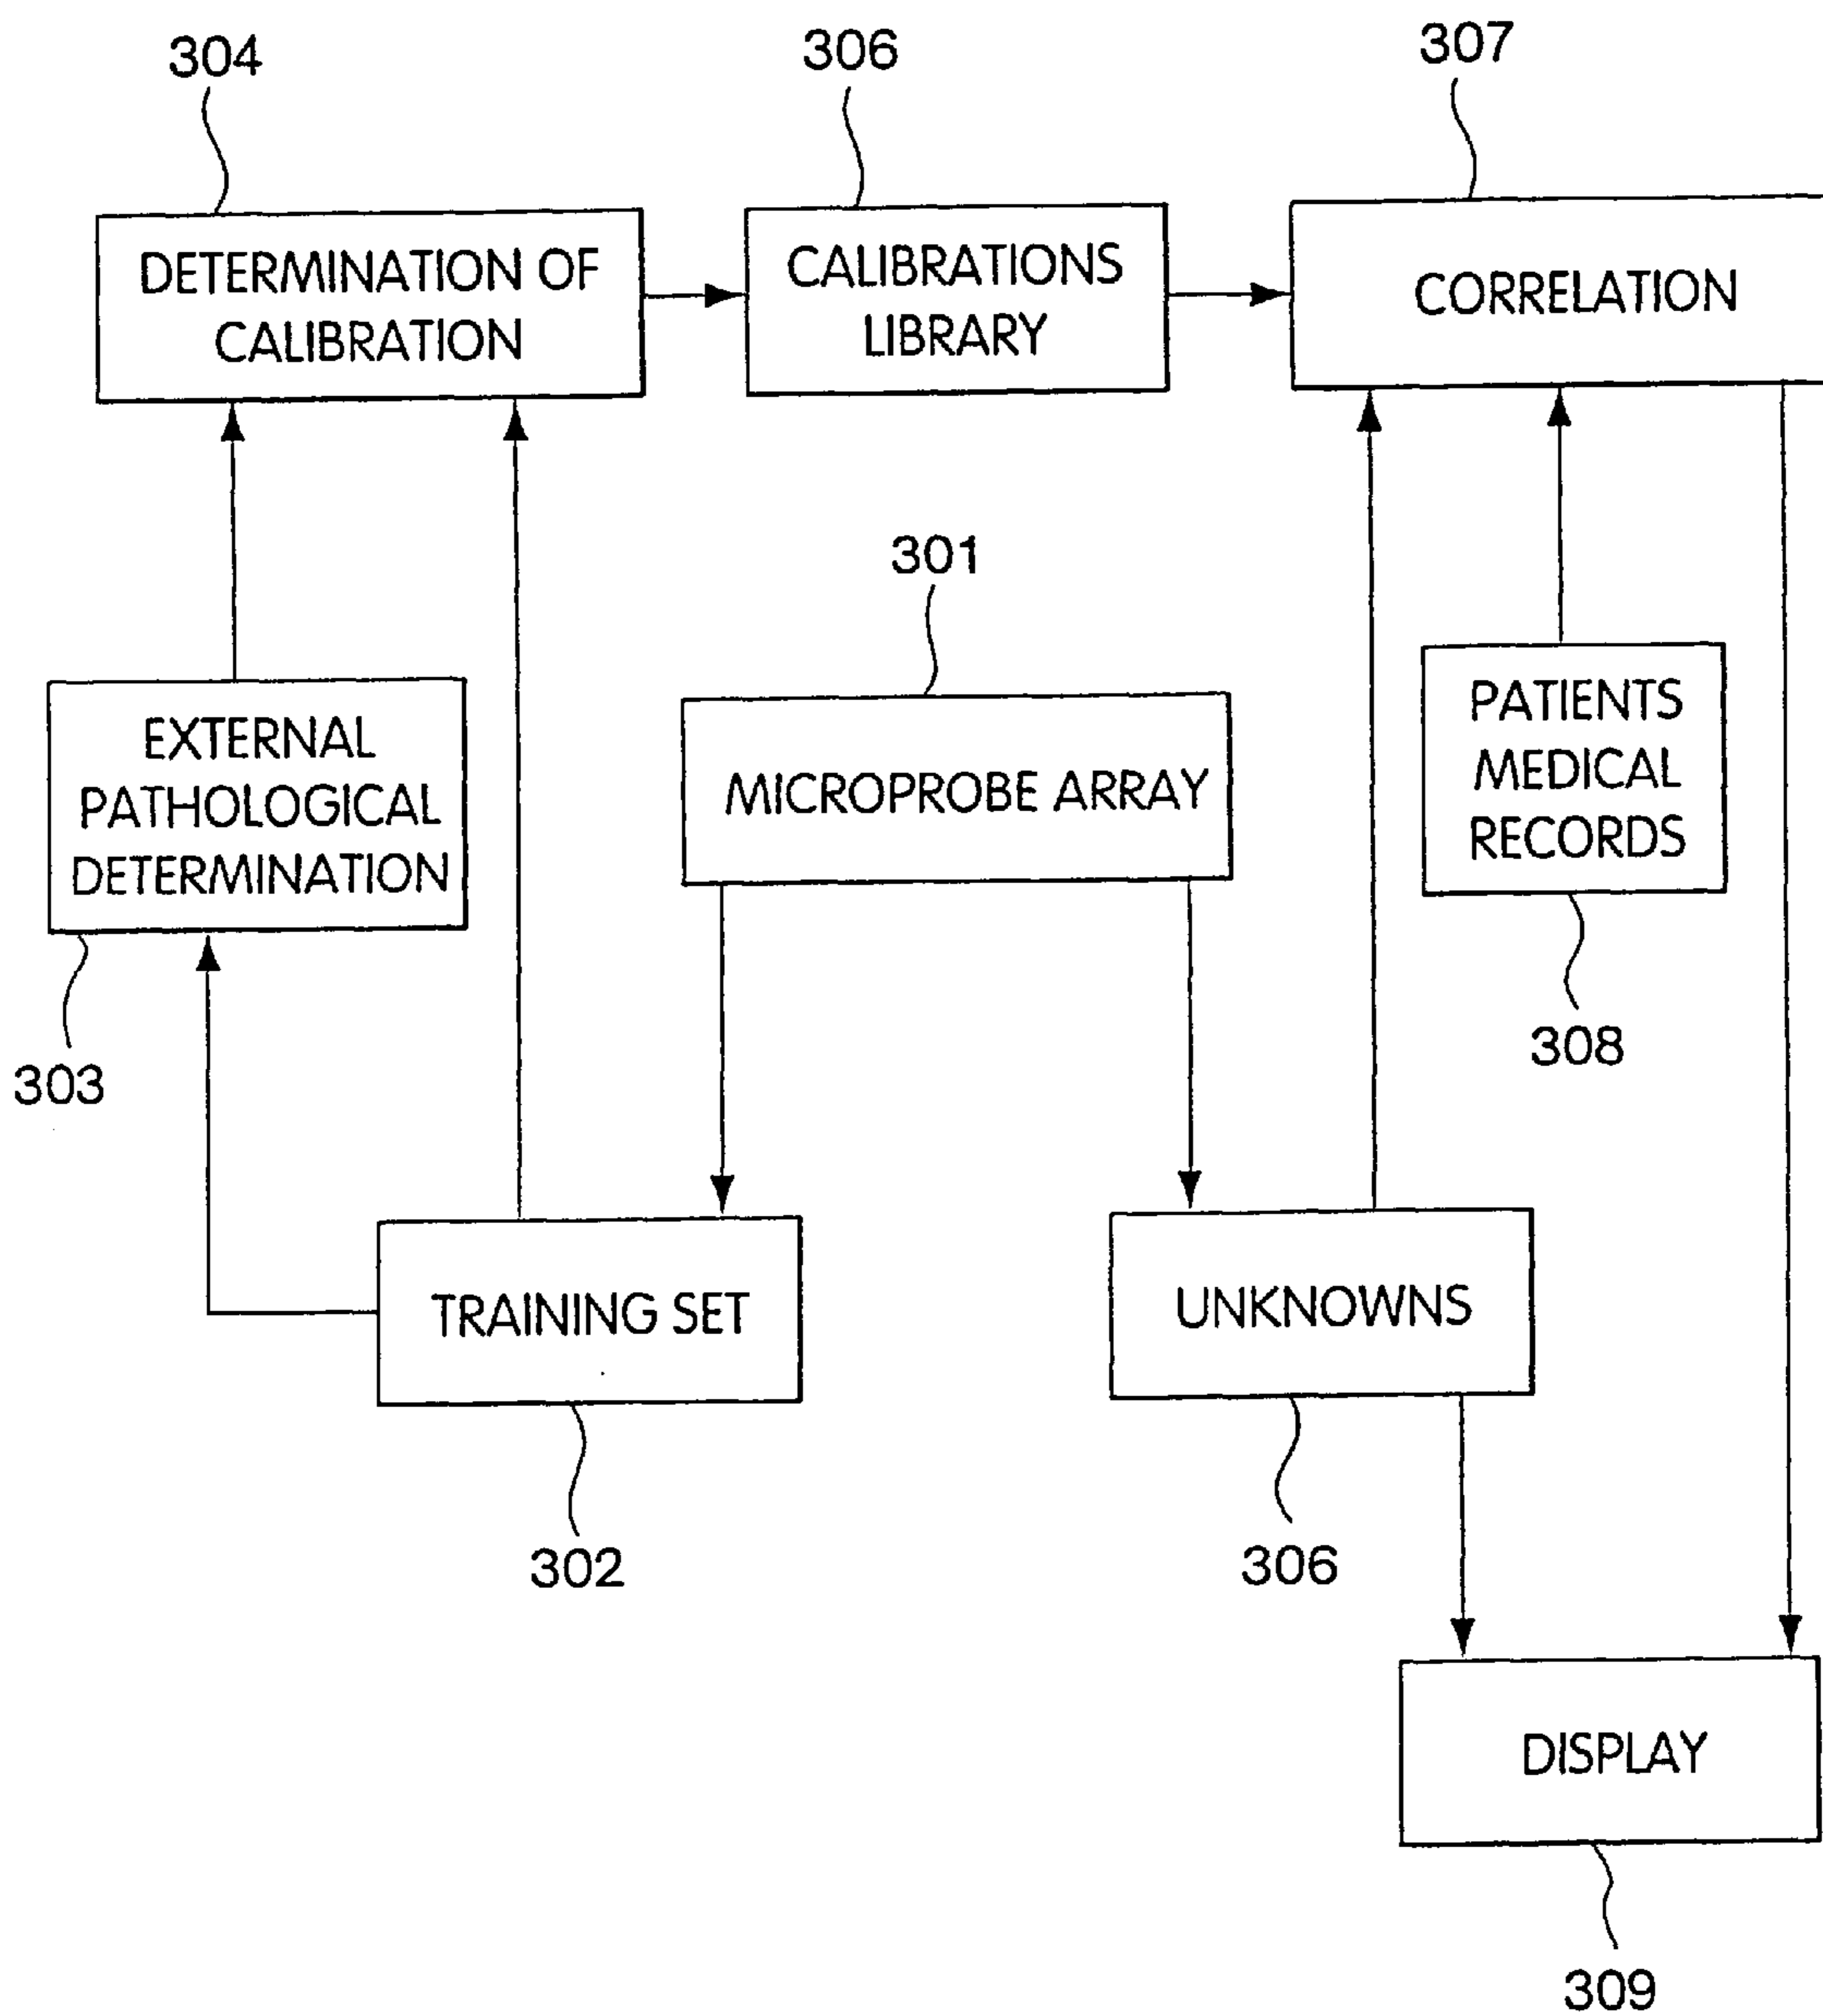 304
306
307
DETERMINATION OF
CALIBRATION
CALIBRATIONS
LIBRARY
CORRELATION
301
EXTERNAL
PATHOLOGICAL
DETERMINATION
MICROPROBE ARRAY
PATIENTS
MEDICAL
RECORDS
303
308
TRAINING SET
UNKNOWNS
302
306
DISPLAY
309